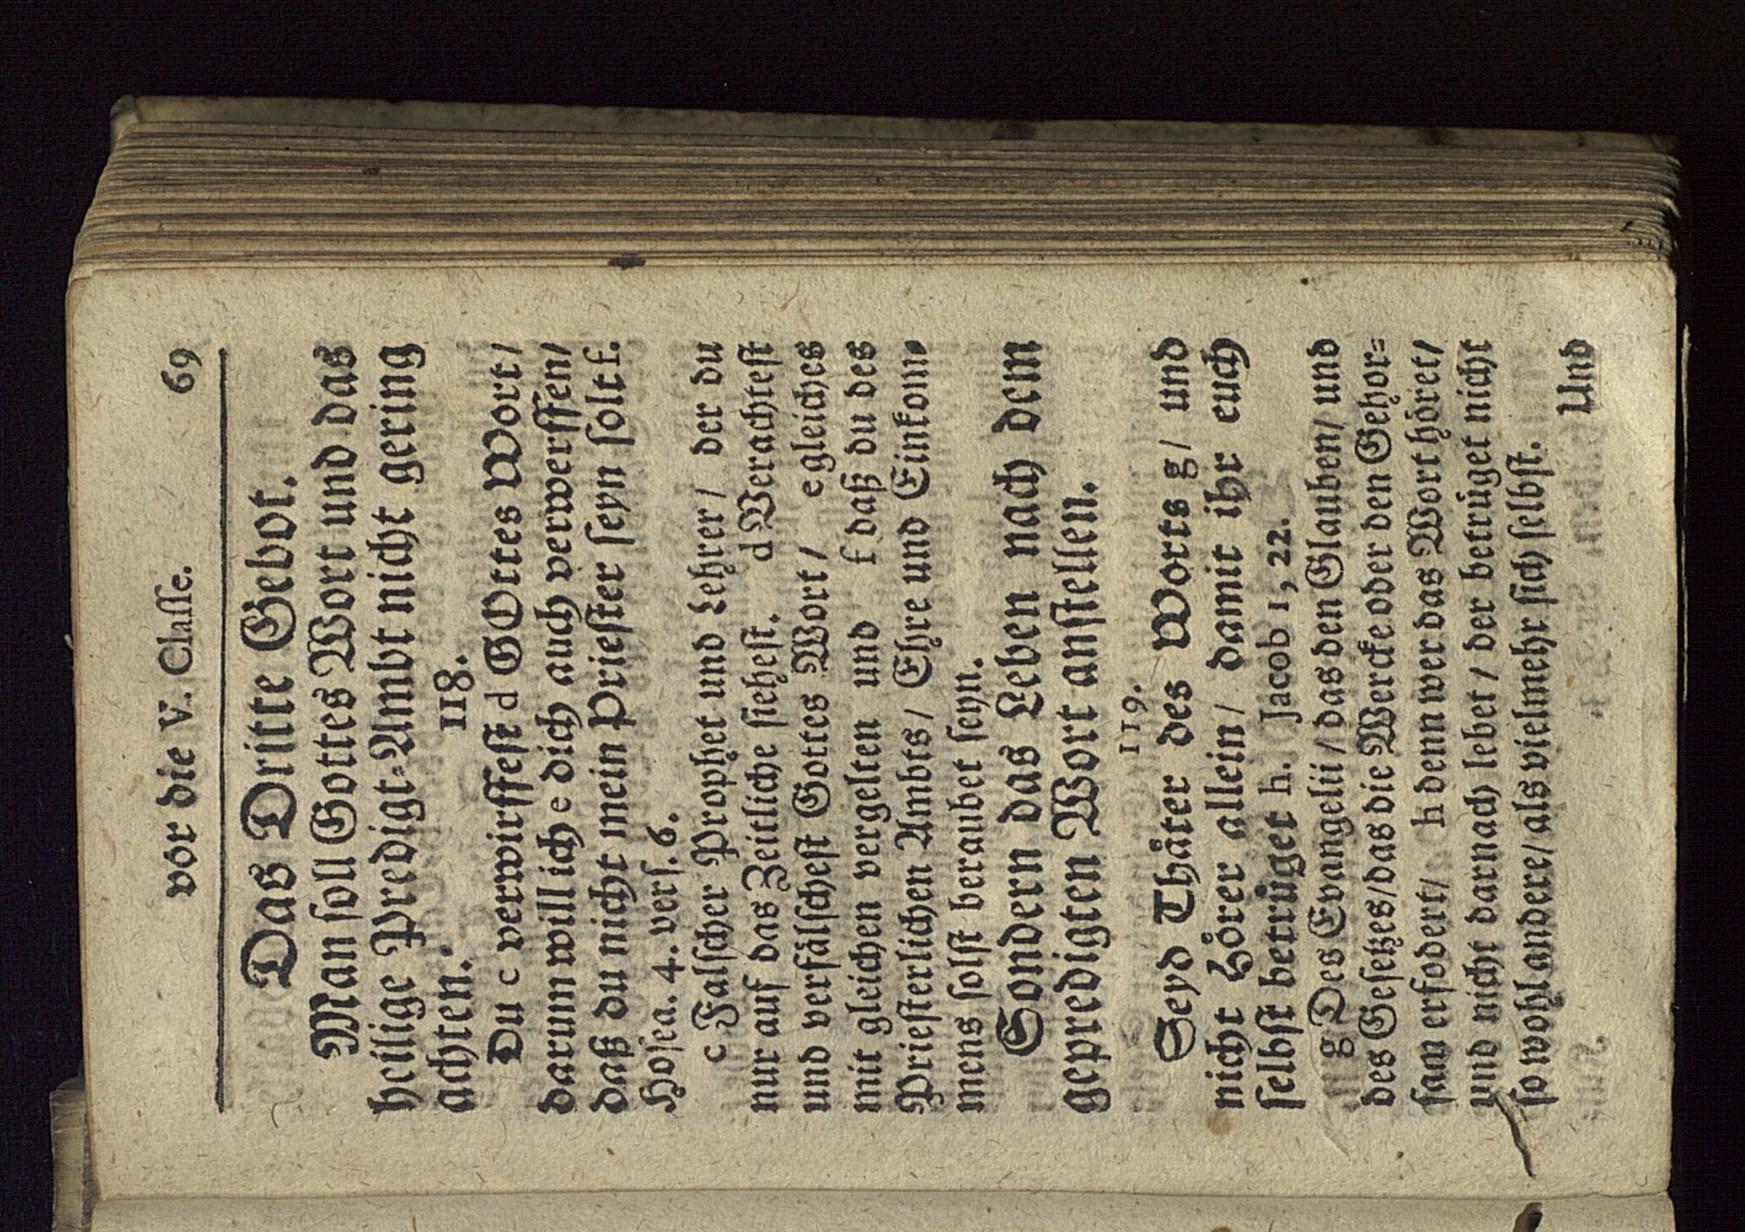 vor die V. Classe. 69
Das Dritte Gebot.
Man soll Gottes Wort und das
heilige Predigt-Ambt nicht gering
achten.
118.
Du c verwirffest d GOttes Wort/
darum will ich e dich auch verwerffen/
daß du nicht mein Priester seyn solt f.
Hosea. 4. vers. 6.
c Falscher Prophet und Lehrer/ der du
nur auf das Zeitliche siehest. d Verachtest
und verfälschest Gottes Wort/ e gleiches
mit gleichen vergelten und f daß du des
Priesterlichen Ambts/ Ehre und Einkom-
mens solst beraubet seyn.
Sondern das Leben nach dem
gepredigten Wort anstellen.
119.
Seyd Thäter des Worts g/ und
nicht Hörer allein/ damit ihr euch
selbst betrüget h. Jacob 1, 22.
g Des Evangelii/ das den Glauben/ und
des Gesetzes/ das die Wercke oder den Gehor-
sam erfodert/ h denn wer das Wort höret/
und nicht darnach lebet/ der betrüget nicht
so wohl andere/ als vielmehr sich selbst.
Und